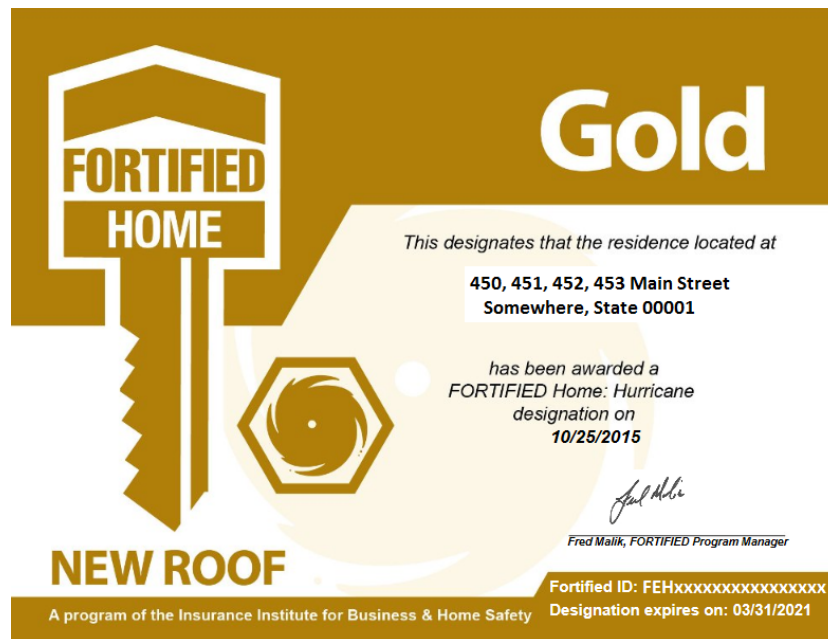 FORTIFIED
HOME
Gold
This designates that the residence located at
450, 451, 452, 453 Main Street
Somewhere, State 00001
has been awarded a
FORTIFIED Home: Hurricane
designation on
10/25/2015
Fred Malik, FORTIFIED Program Manager
NEW ROOF
A program of the Insurance Institute for Business & Home Safety
Fortified ID: FEHxxxxxxxxxxxxxxxx
Designation expires on: 03/31/2021